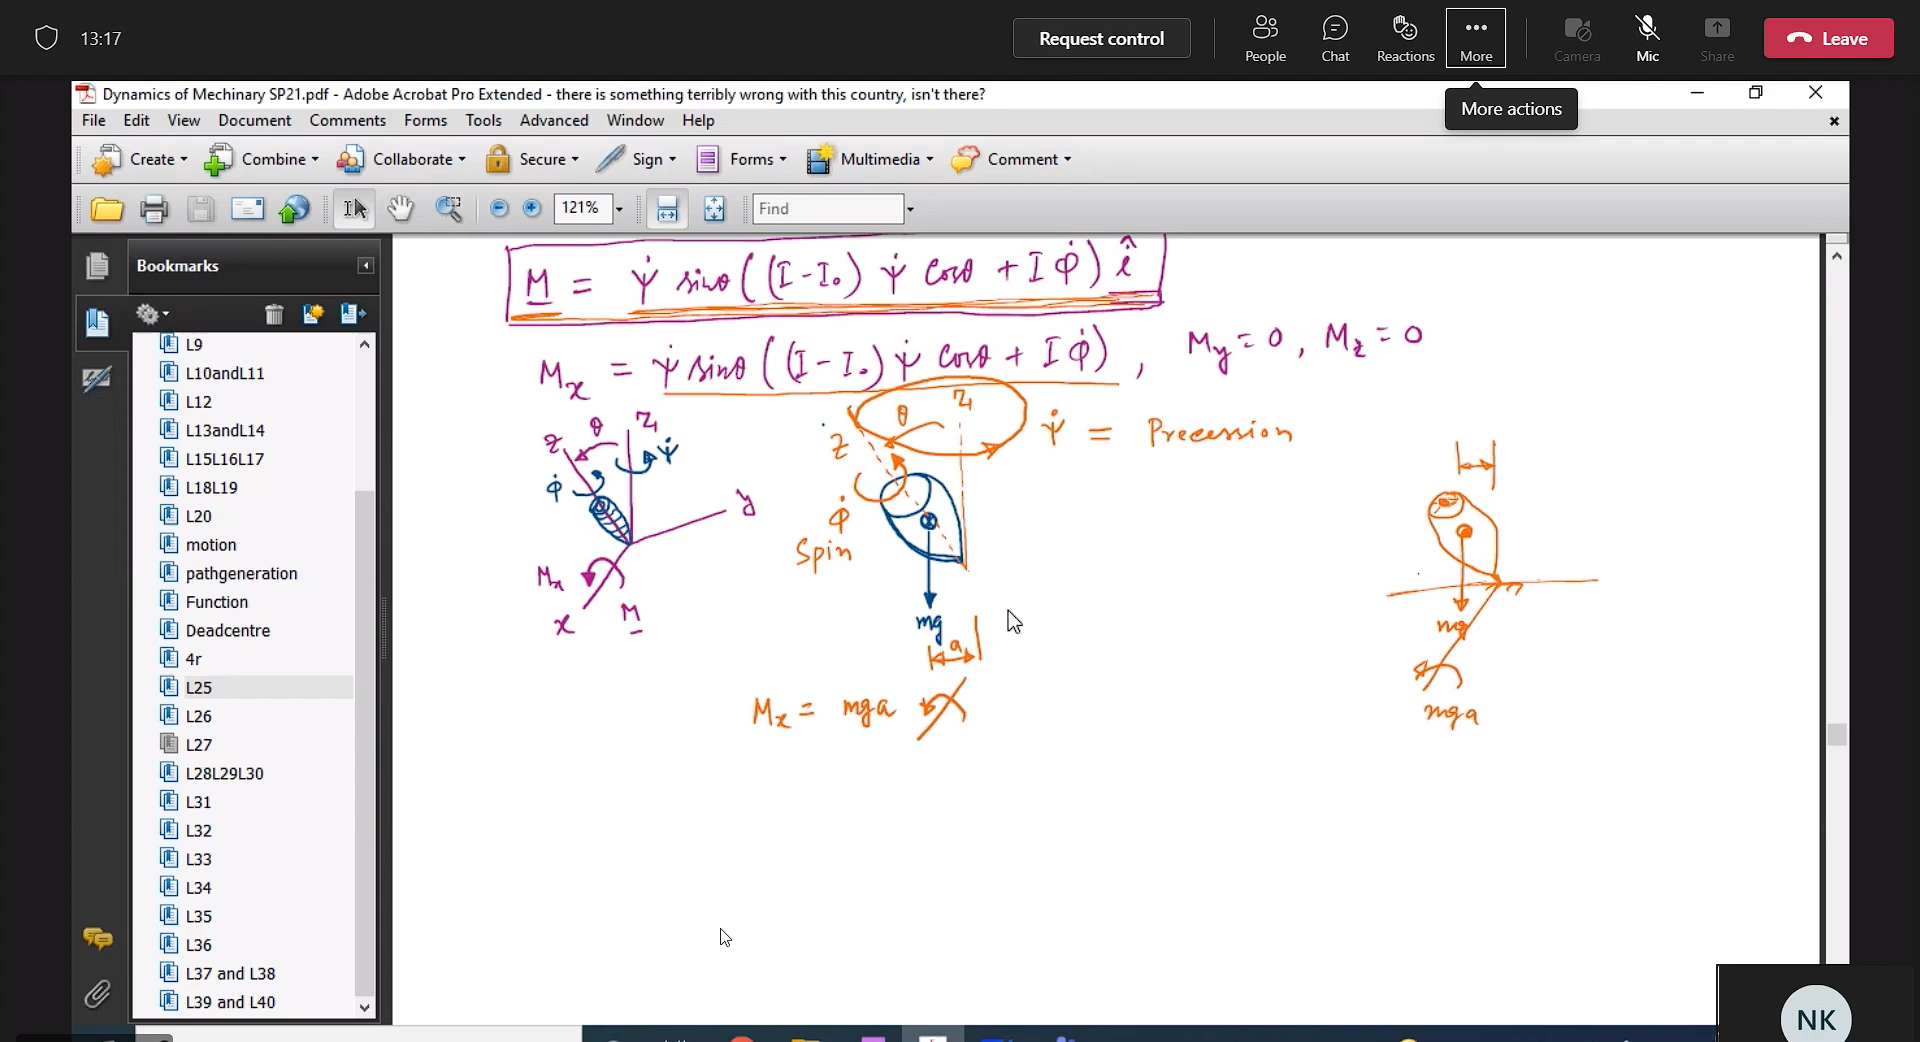 13:17
Request control
People
Chat
Reactions
More
Camera
Mic
Share
Leave
More actions
Dynamics of Mechinary SP21.pdf - Adobe Acrobat Pro Extended - there is something terribly wrong with this country, isn't there?
File Edit View Document Comments Forms Tools Advanced Window Help
Create Combine Collaborate Secure Sign Forms Multimedia Comment
121% Find
Bookmarks
L9
L10andL11
L12
L13andL14
L15L16L17
L18L19
L20
motion
pathgeneration
Function
Deadcentre
4r
L25
L26
L27
L28L29L30
L31
L32
L33
L34
L35
L36
L37 and L38
L39 and L40
M = ψ̇ sinθ((I-I₀) ψ̇ Cosθ + I φ̇) î
Mx = ψ̇ sinθ((I-I₀) ψ̇ Cosθ + I φ̇), My = 0, Mz = 0
z θ Z₁ ψ̇
φ̇
y
Mx
x M
Z θ Z₁
ψ̇ = Precession
φ̇
Spin
mg
a
Mx = mga
mg
mga
NK